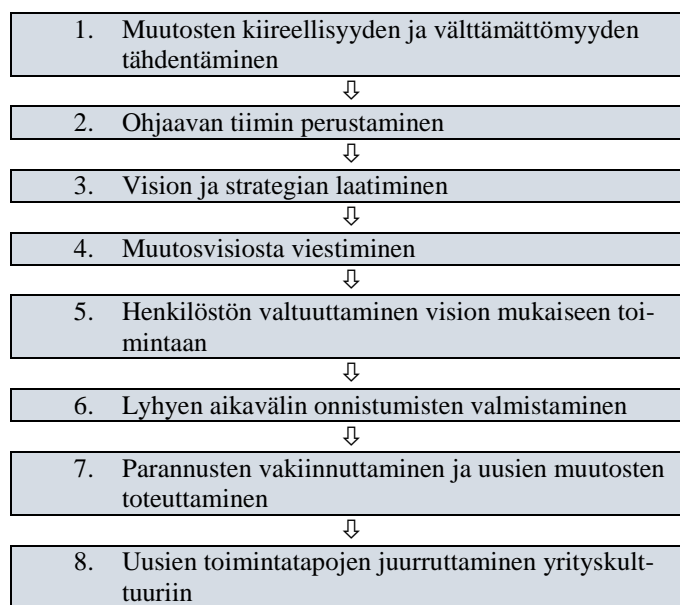 1. Muutosten kiireellisyyden ja välttämättömyyden
tähdentäminen
⇩
2. Ohjaavan tiimin perustaminen
⇩
3. Vision ja strategian laatiminen
⇩
4. Muutosvisiosta viestiminen
⇩
5. Henkilöstön valtuuttaminen vision mukaiseen toi-
mintaan
⇩
6. Lyhyen aikavälin onnistumisten valmistaminen
⇩
7. Parannusten vakiinnuttaminen ja uusien muutosten
toteuttaminen
⇩
8. Uusien toimintatapojen juurruttaminen yrityskult-
tuuriin